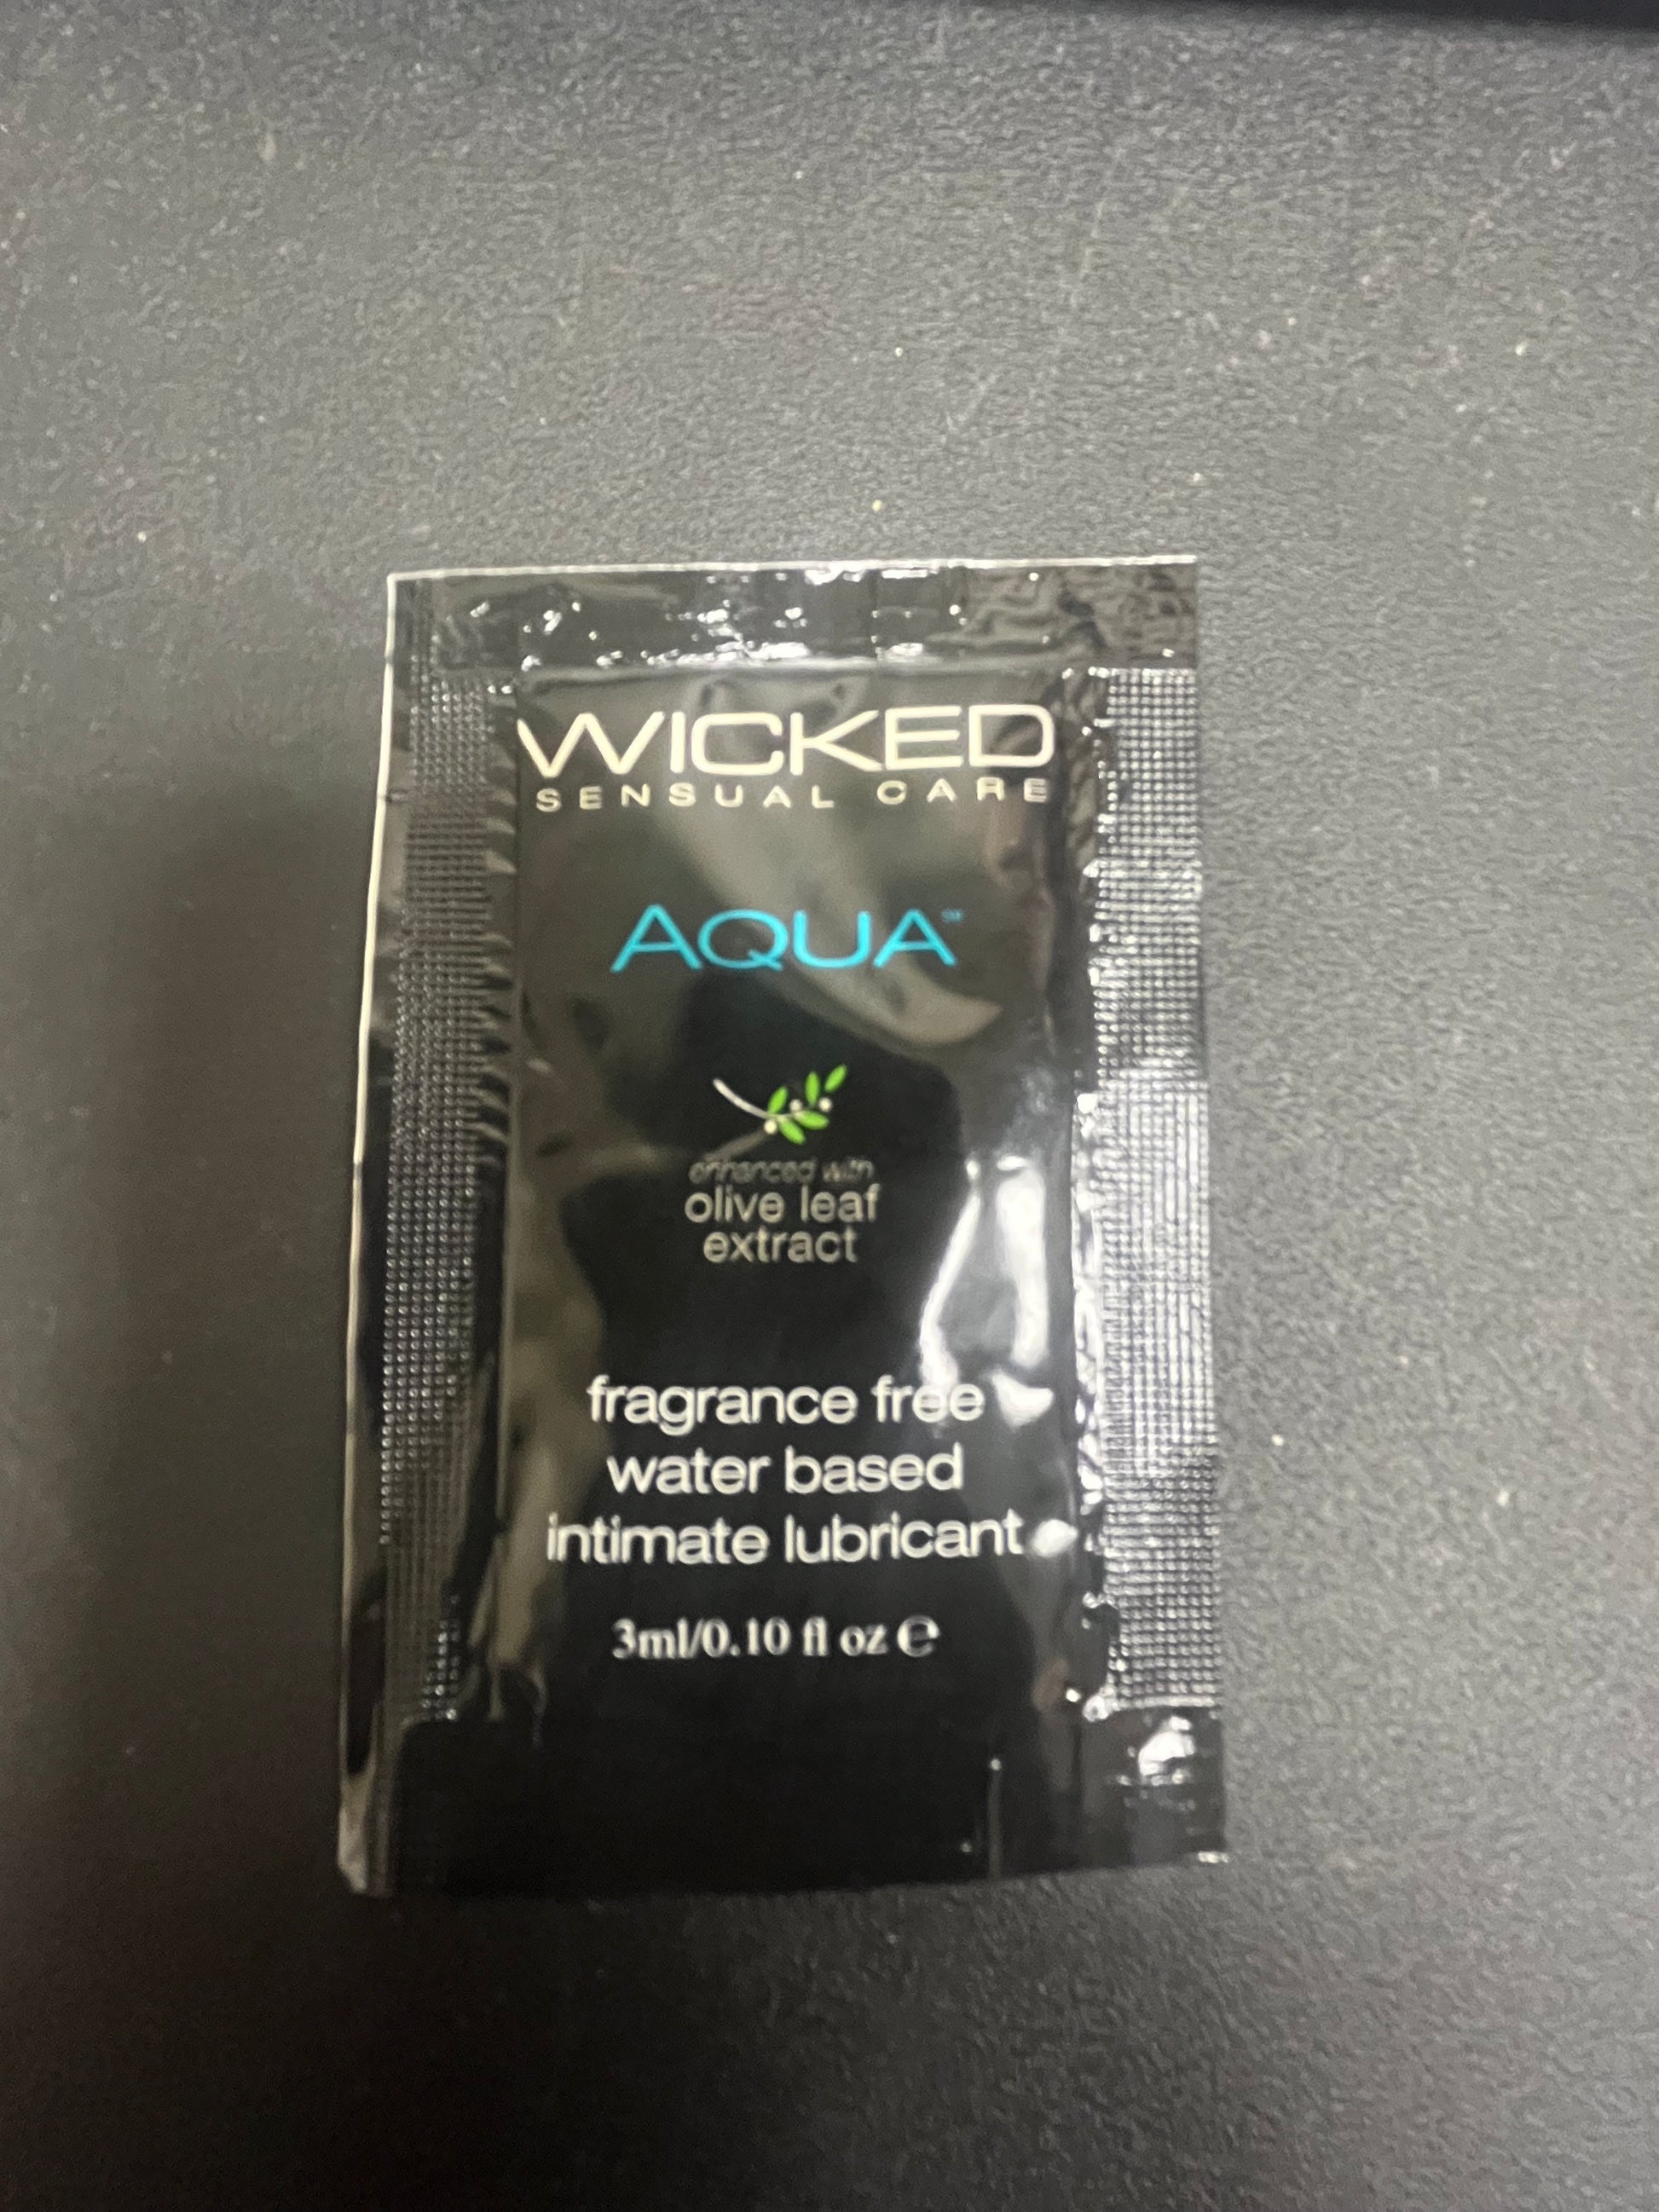 WICKED
SENSUAL CARE
AQUA™
enhanced with
olive leaf
extract
fragrance free
water based
intimate lubricant
3ml/0.10 fl oz ℮